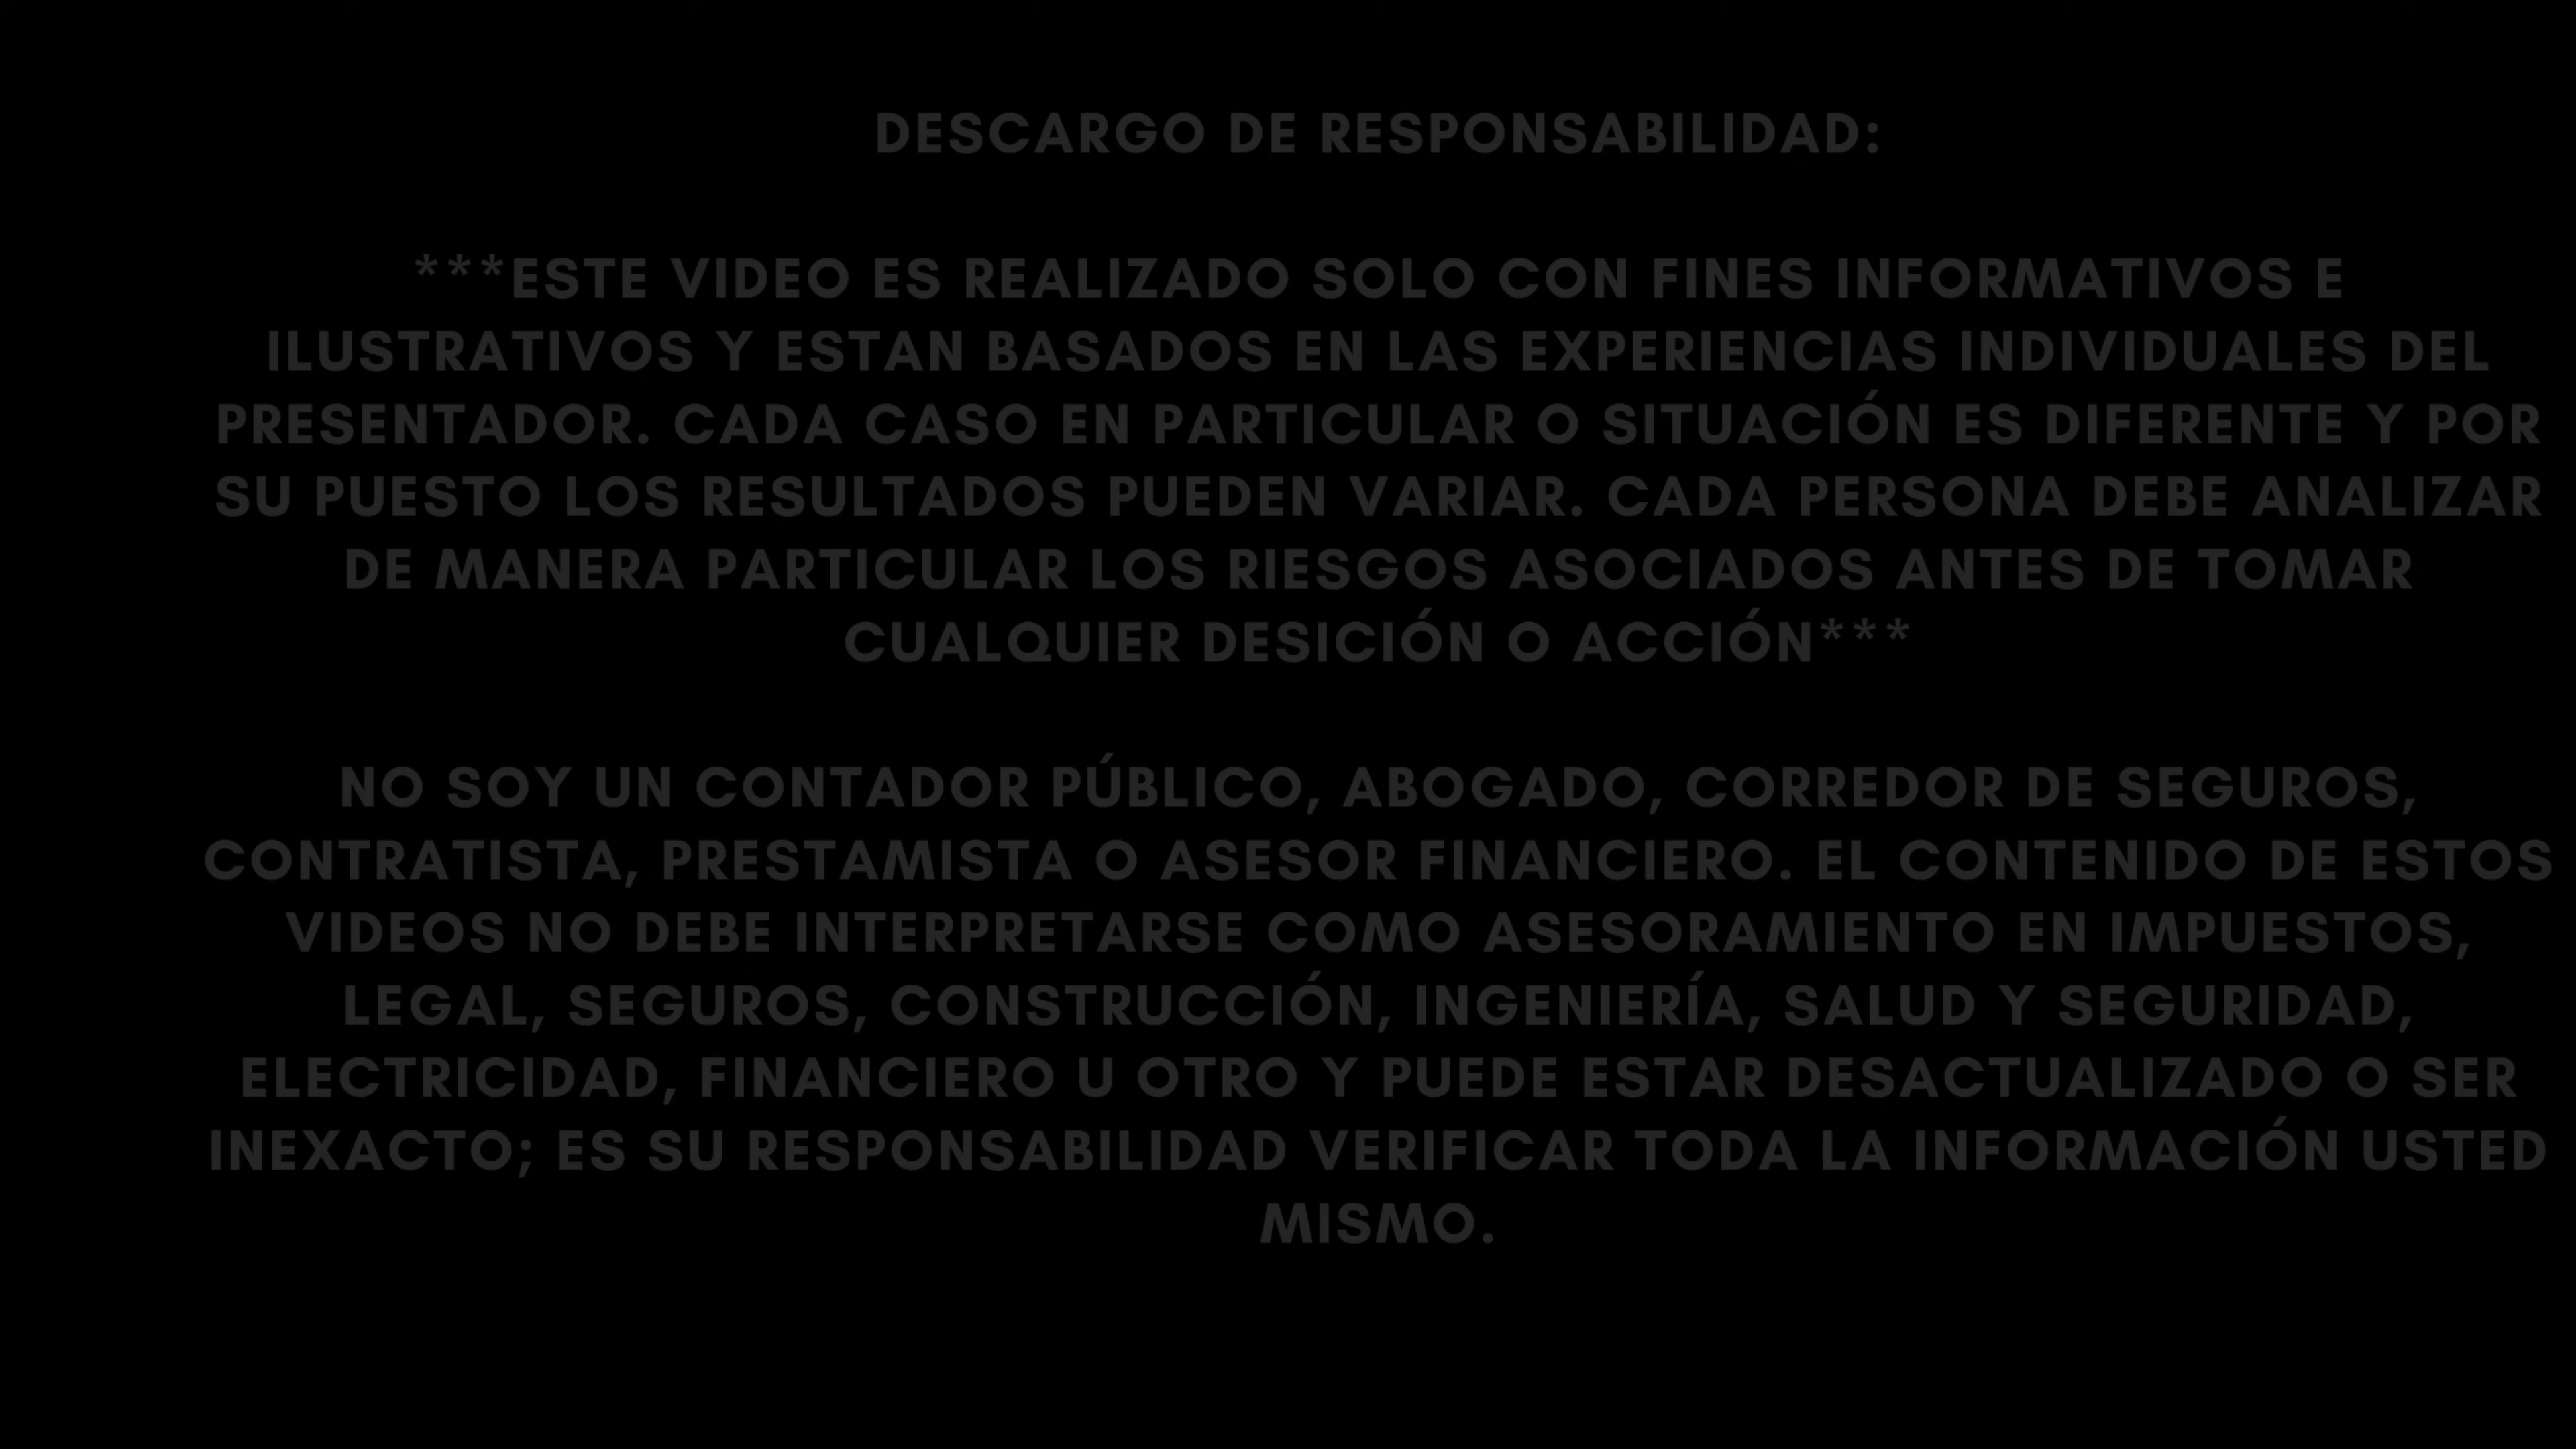 DESCARGO DE RESPONSABILIDAD:
***ESTE VIDEO ES REALIZADO SOLO CON FINES INFORMATIVOS E
ILUSTRATIVOS Y ESTAN BASADOS EN LAS EXPERIENCIAS INDIVIDUALES DEL
PRESENTADOR. CADA CASO EN PARTICULAR O SITUACIÓN ES DIFERENTE Y POR
SU PUESTO LOS RESULTADOS PUEDEN VARIAR. CADA PERSONA DEBE ANALIZAR
DE MANERA PARTICULAR LOS RIESGOS ASOCIADOS ANTES DE TOMAR
CUALQUIER DESICIÓN O ACCIÓN***
NO SOY UN CONTADOR PÚBLICO, ABOGADO, CORREDOR DE SEGUROS,
CONTRATISTA, PRESTAMISTA O ASESOR FINANCIERO. EL CONTENIDO DE ESTOS
VIDEOS NO DEBE INTERPRETARSE COMO ASESORAMIENTO EN IMPUESTOS,
LEGAL, SEGUROS, CONSTRUCCIÓN, INGENIERÍA, SALUD Y SEGURIDAD,
ELECTRICIDAD, FINANCIERO U OTRO Y PUEDE ESTAR DESACTUALIZADO O SER
INEXACTO; ES SU RESPONSABILIDAD VERIFICAR TODA LA INFORMACIÓN USTED
MISMO.